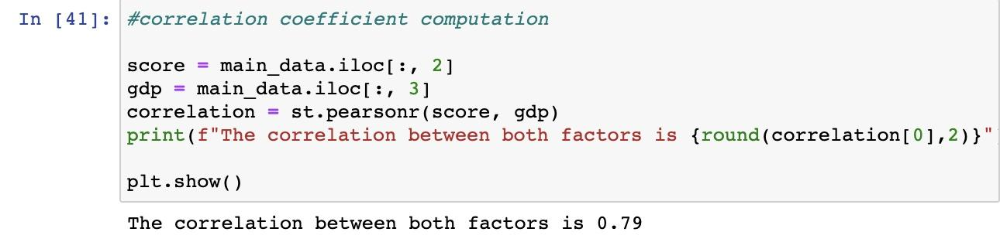 In [41]: #correlation coefficient computation
score = main_data.iloc[:, 2]
gdp = main_data.iloc[:, 3]
correlation = st.pearsonr(score, gdp)
print(f"The correlation between both factors is {round(correlation[0],2)}"
plt.show()
The correlation between both factors is 0.79